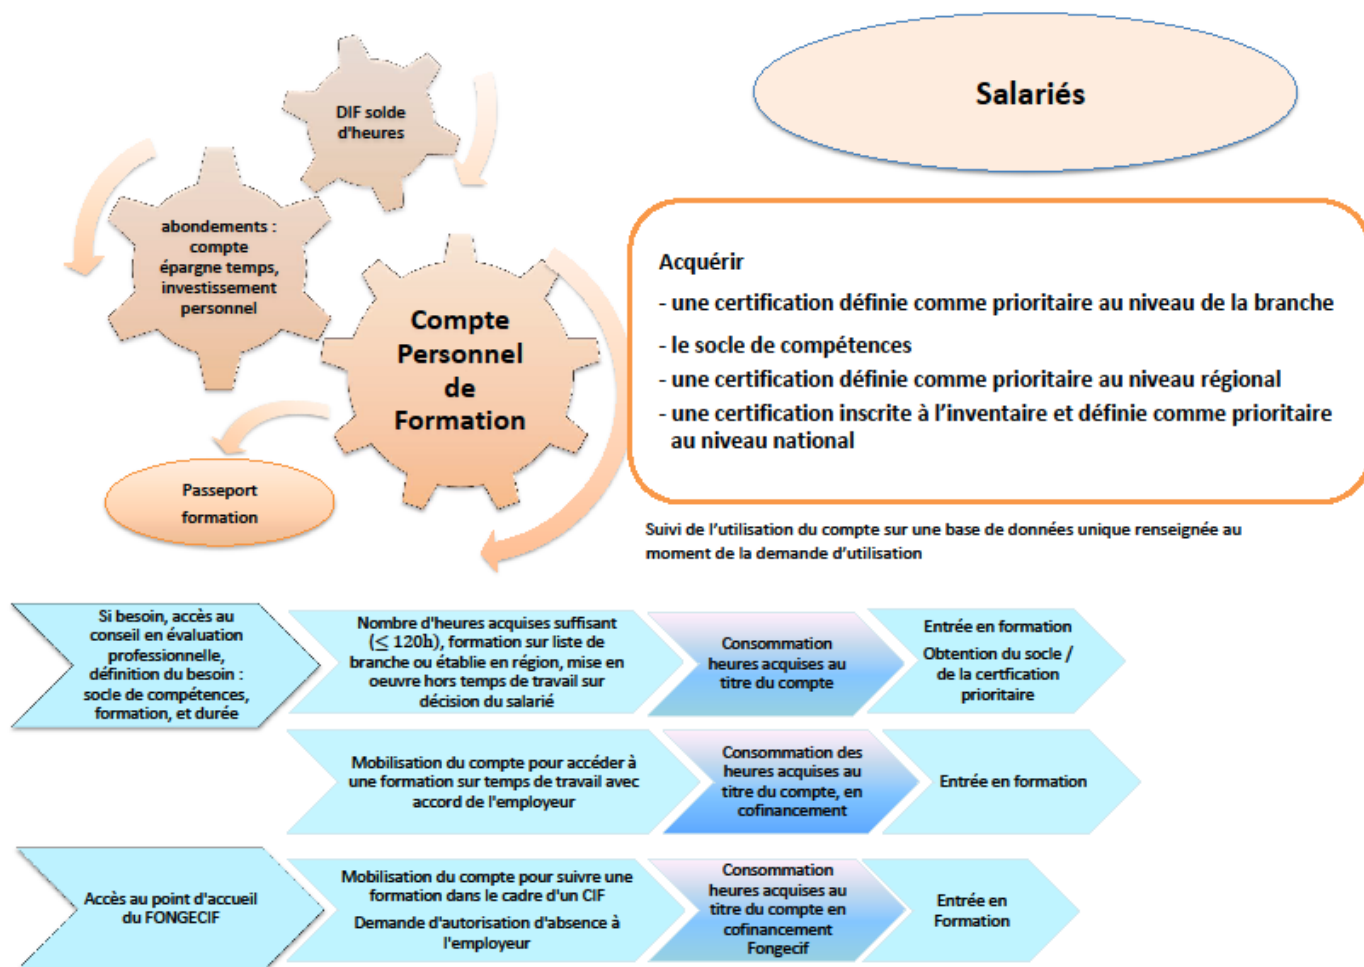 DIF solde
d'heures
Salariés
abondements :
compte
épargne temps,
investissement
personnel
Compte
Personnel
de
Formation
Passeport
formation
Acquérir
- une certification définie comme prioritaire au niveau de la branche
- le socle de compétences
- une certification définie comme prioritaire au niveau régional
- une certification inscrite à l’inventaire et définie comme prioritaire
au niveau national
Suivi de l’utilisation du compte sur une base de données unique renseignée au
moment de la demande d’utilisation
Si besoin, accès au
conseil en évaluation
professionnelle,
définition du besoin :
socle de compétences,
formation, et durée
Nombre d'heures acquises suffisant
(≤ 120h), formation sur liste de
branche ou établie en région, mise en
oeuvre hors temps de travail sur
décision du salarié
Consommation
heures acquises au
titre du compte
Entrée en formation
Obtention du socle /
de la certfication
prioritaire
Mobilisation du compte pour accéder à
une formation sur temps de travail avec
accord de l'employeur
Consommation des
heures acquises au
titre du compte, en
cofinancement
Entrée en formation
Accès au point d'accueil
du FONGECIF
Mobilisation du compte pour suivre une
formation dans le cadre d'un CIF
Demande d'autorisation d'absence à
l'employeur
Consommation
heures acquises au
titre du compte en
cofinancement
Fongecif
Entrée en
Formation